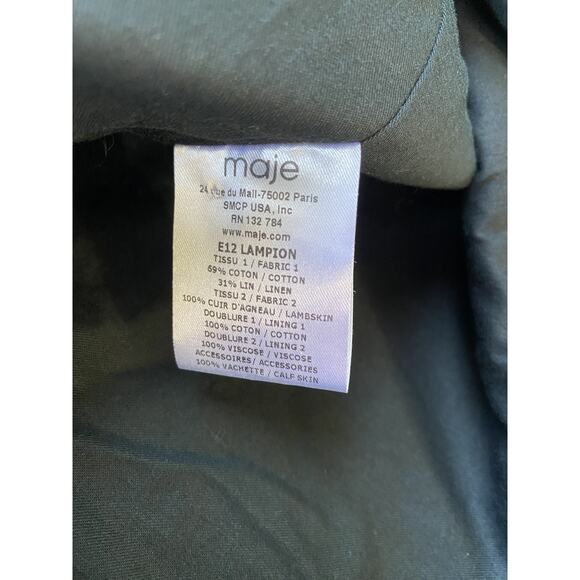 maje
24 rue du Mail-75002 Paris
SMCP USA, Inc
RN 132 784
www.maje.com
E12 LAMPION
TISSU 1 / FABRIC 1
69% COTON / COTTON
31% LIN / LINEN
TISSU 2 / FABRIC 2
100% CUIR D'AGNEAU / LAMBSKIN
DOUBLURE 1 / LINING 1
100% COTON / COTTON
DOUBLURE 2 / LINING 2
100% VISCOSE / VISCOSE
ACCESSOIRES/ ACCESSORIES
100% VACHETTE / CALF SKIN